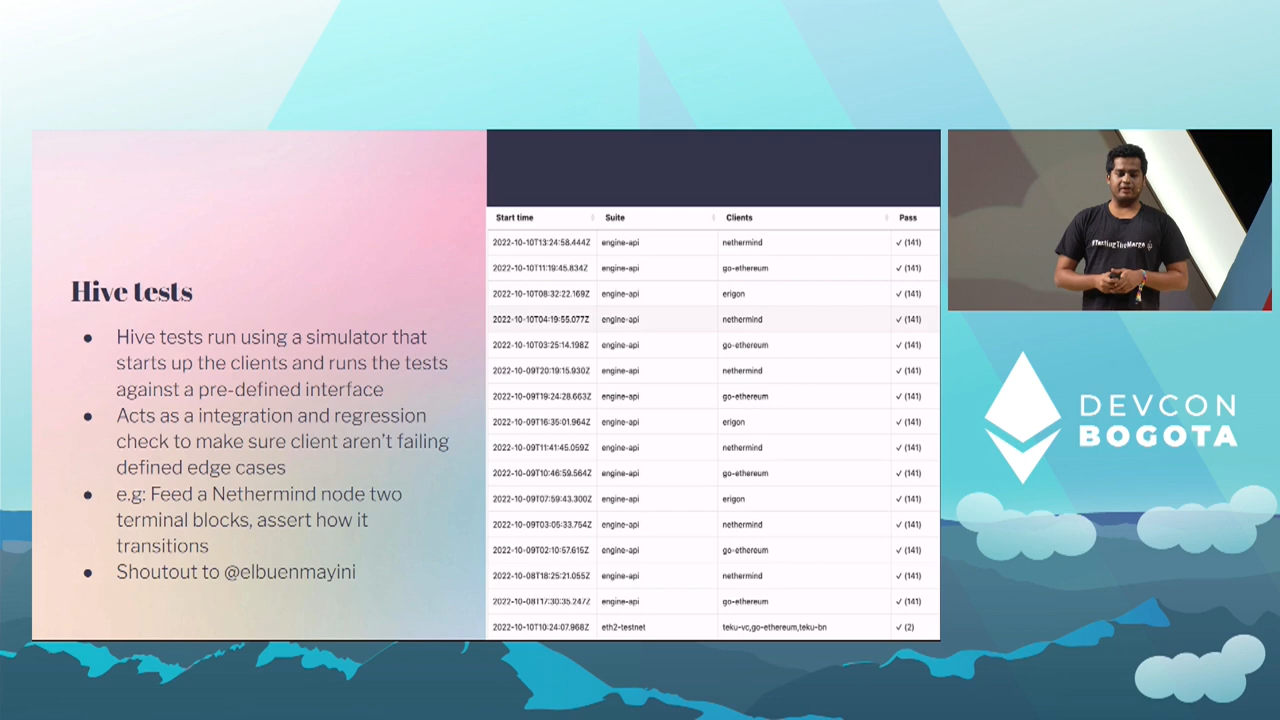 Hive tests
● Hive tests run using a simulator that
starts up the clients and runs the tests
against a pre-defined interface
● Acts as a integration and regression
check to make sure client aren't failing
defined edge cases
● e.g: Feed a Nethermind node two
terminal blocks, assert how it
transitions
● Shoutout to @elbuenmayini
Start time Suite Clients Pass
2022-10-10T13:24:58.444Z engine-api nethermind ✓ (141)
2022-10-10T11:19:45.834Z engine-api go-ethereum ✓ (141)
2022-10-10T08:32:22.169Z engine-api erigon ✓ (141)
2022-10-10T04:19:55.077Z engine-api nethermind ✓ (141)
2022-10-10T03:25:14.198Z engine-api go-ethereum ✓ (141)
2022-10-09T20:19:15.930Z engine-api nethermind ✓ (141)
2022-10-09T19:24:28.663Z engine-api go-ethereum ✓ (141)
2022-10-09T16:35:01.964Z engine-api erigon ✓ (141)
2022-10-09T11:41:45.059Z engine-api nethermind ✓ (141)
2022-10-09T10:46:59.564Z engine-api go-ethereum ✓ (141)
2022-10-09T07:59:43.300Z engine-api erigon ✓ (141)
2022-10-09T03:05:33.754Z engine-api nethermind ✓ (141)
2022-10-09T02:10:57.615Z engine-api go-ethereum ✓ (141)
2022-10-08T18:25:21.055Z engine-api nethermind ✓ (141)
2022-10-08T17:30:35.247Z engine-api go-ethereum ✓ (141)
2022-10-10T10:24:07.968Z eth2-testnet teku-vc,go-ethereum,teku-bn ✓ (2)
#TestingTheMerge
DEVCON
BOGOTA